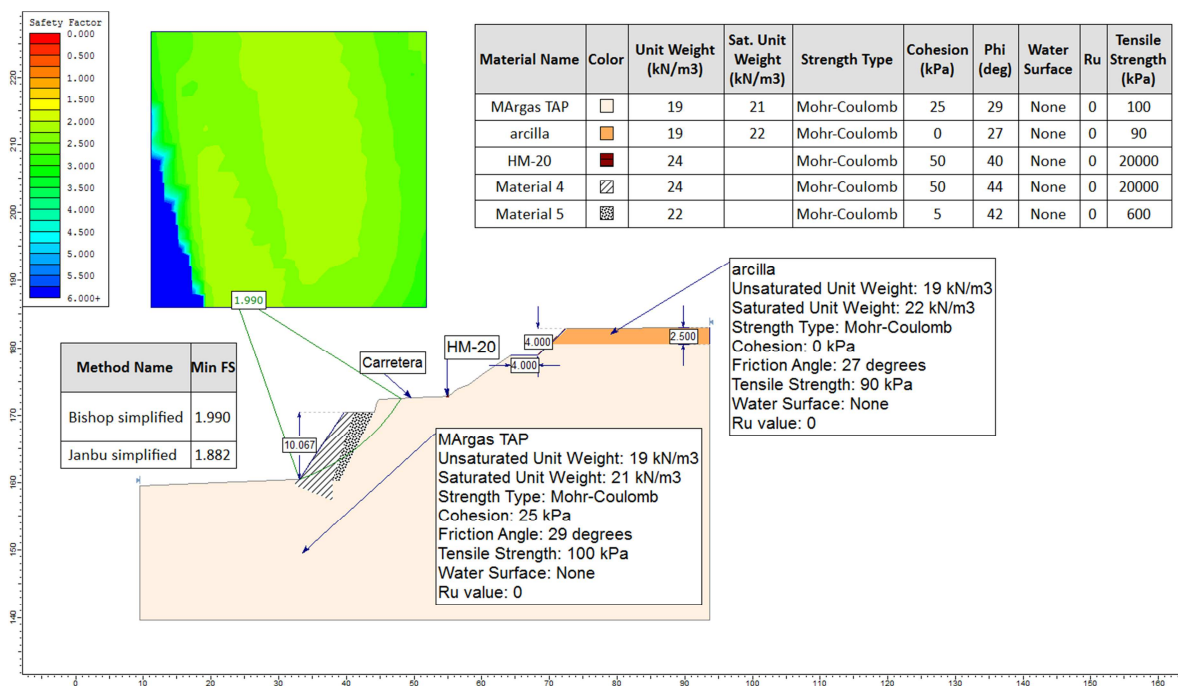 Safety Factor
0.000
0.500
1.000
1.500
2.000
2.500
3.000
3.500
4.000
4.500
5.000
5.500
6.000+
Material Name Color Unit Weight (kN/m3) Sat. Unit Weight (kN/m3) Strength Type Cohesion (kPa) Phi (deg) Water Surface Ru Tensile Strength (kPa)
MArgas TAP 19 21 Mohr-Coulomb 25 29 None 0 100
arcilla 19 22 Mohr-Coulomb 0 27 None 0 90
HM-20 24 Mohr-Coulomb 50 40 None 0 20000
Material 4 24 Mohr-Coulomb 50 44 None 0 20000
Material 5 22 Mohr-Coulomb 5 42 None 0 600
1.990
Method Name Min FS
Bishop simplified 1.990
Janbu simplified 1.882
Carretera
HM-20
4.000
4.000
2.500
10.067
arcilla
Unsaturated Unit Weight: 19 kN/m3
Saturated Unit Weight: 22 kN/m3
Strength Type: Mohr-Coulomb
Cohesion: 0 kPa
Friction Angle: 27 degrees
Tensile Strength: 90 kPa
Water Surface: None
Ru value: 0
MArgas TAP
Unsaturated Unit Weight: 19 kN/m3
Saturated Unit Weight: 21 kN/m3
Strength Type: Mohr-Coulomb
Cohesion: 25 kPa
Friction Angle: 29 degrees
Tensile Strength: 100 kPa
Water Surface: None
Ru value: 0
220
210
200
190
180
170
160
150
140
0 10 20 30 40 50 60 70 80 90 100 110 120 130 140 150 160